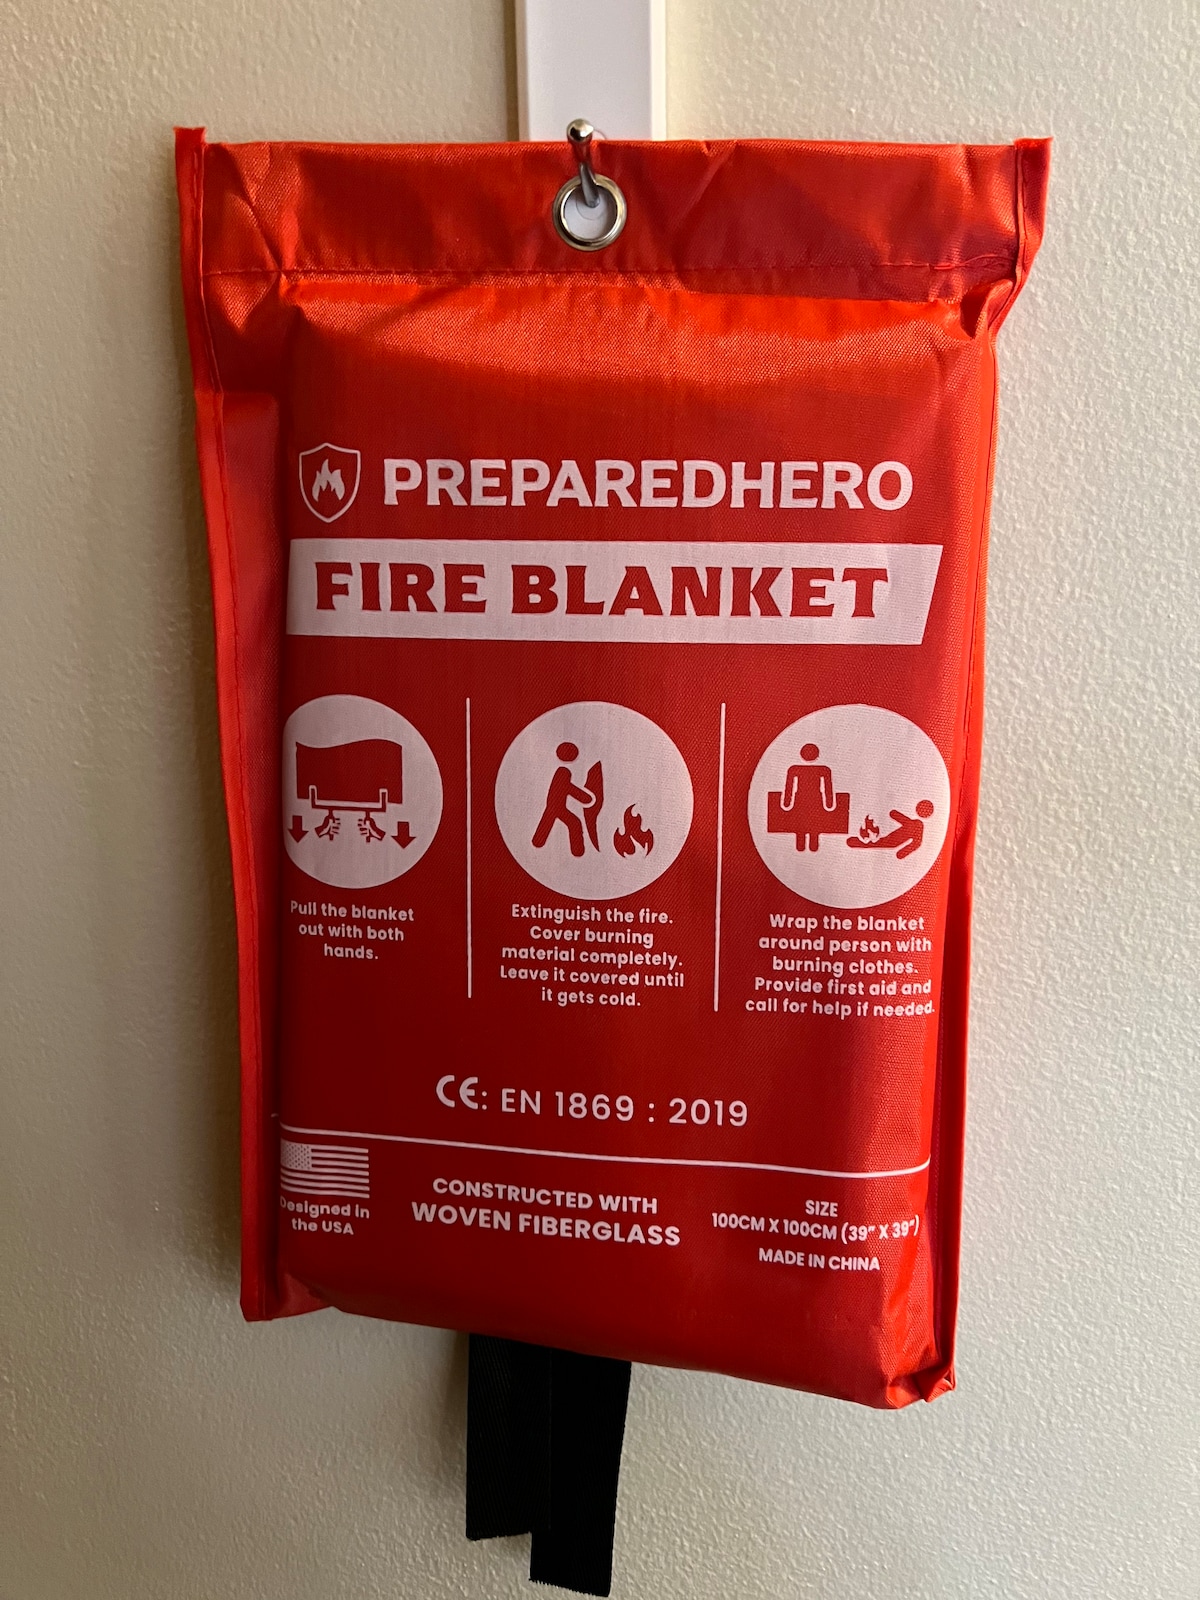 PREPAREDHERO
FIRE BLANKET
Pull the blanket
out with both
hands.
Extinguish the fire.
Cover burning
material completely.
Leave it covered until
it gets cold.
Wrap the blanket
around person with
burning clothes.
Provide first aid and
call for help if needed.
CE: EN 1869 : 2019
Designed in
the USA
CONSTRUCTED WITH
WOVEN FIBERGLASS
SIZE
100CM X 100CM (39" X 39")
MADE IN CHINA